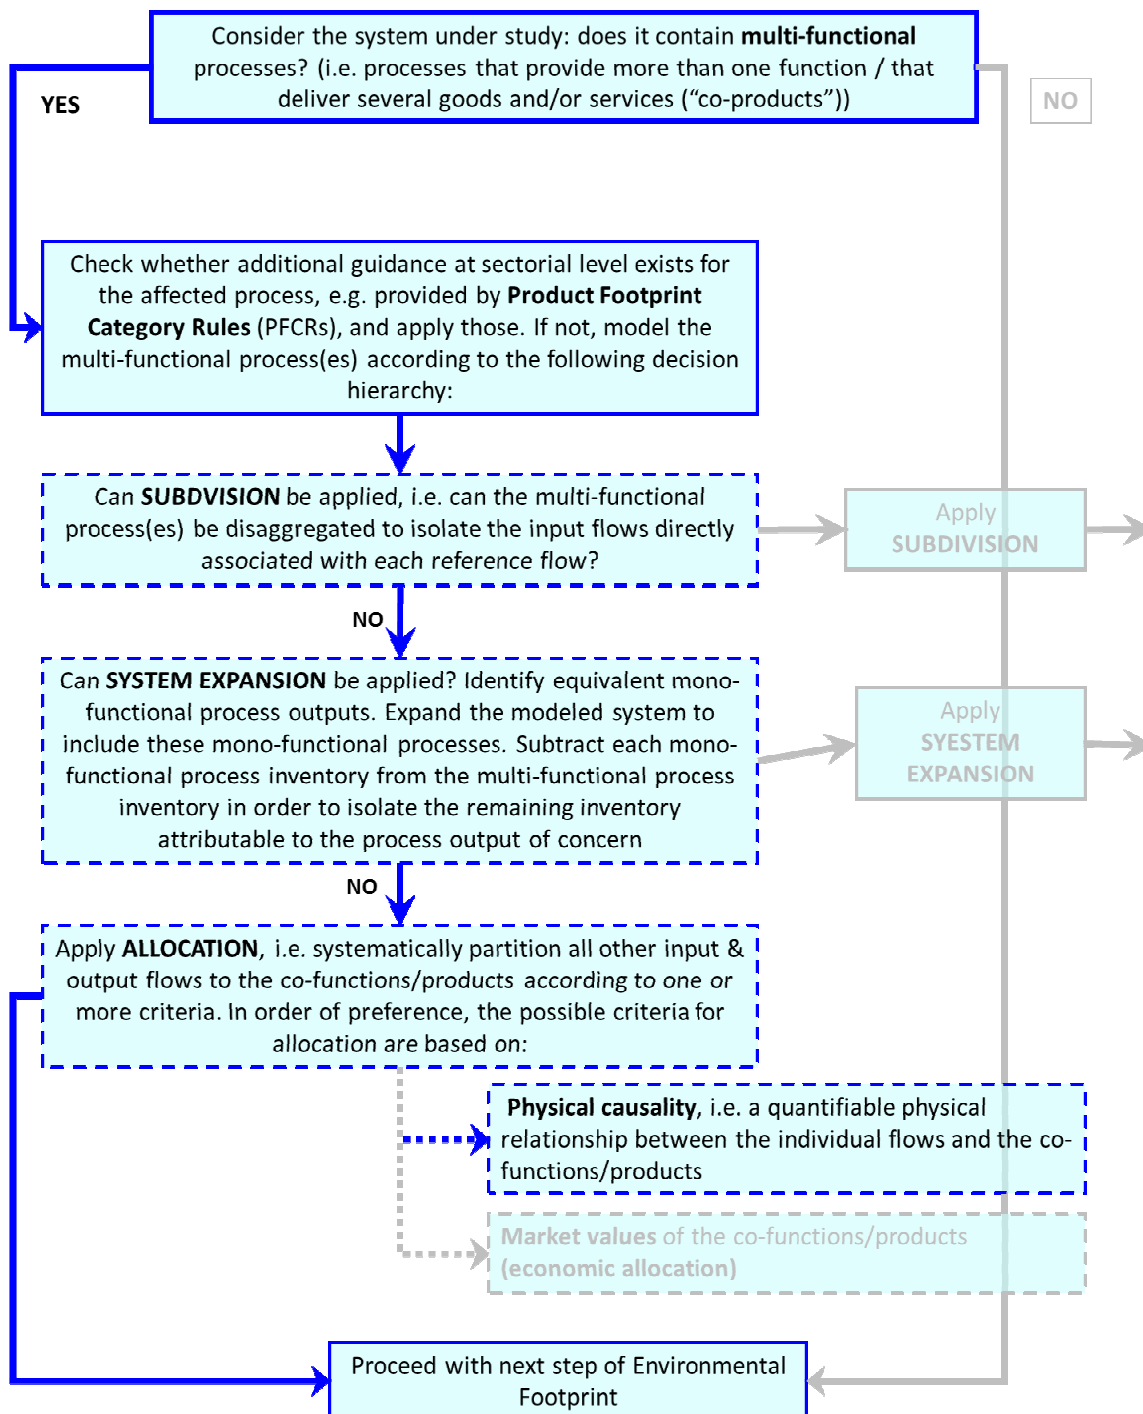 Consider the system under study: does it contain multi-functional
processes? (i.e. processes that provide more than one function / that
deliver several goods and/or services (“co-products”))
YES
NO
Check whether additional guidance at sectorial level exists for
the affected process, e.g. provided by Product Footprint
Category Rules (PFCRs), and apply those. If not, model the
multi-functional process(es) according to the following decision
hierarchy:
Can SUBDVISION be applied, i.e. can the multi-functional
process(es) be disaggregated to isolate the input flows directly
associated with each reference flow?
Apply
SUBDIVISION
NO
Can SYSTEM EXPANSION be applied? Identify equivalent mono-
functional process outputs. Expand the modeled system to
include these mono-functional processes. Subtract each mono-
functional process inventory from the multi-functional process
inventory in order to isolate the remaining inventory
attributable to the process output of concern
Apply
SYESTEM
EXPANSION
NO
Apply ALLOCATION, i.e. systematically partition all other input &
output flows to the co-functions/products according to one or
more criteria. In order of preference, the possible criteria for
allocation are based on:
Physical causality, i.e. a quantifiable physical
relationship between the individual flows and the co-
functions/products
Market values of the co-functions/products
(economic allocation)
Proceed with next step of Environmental
Footprint